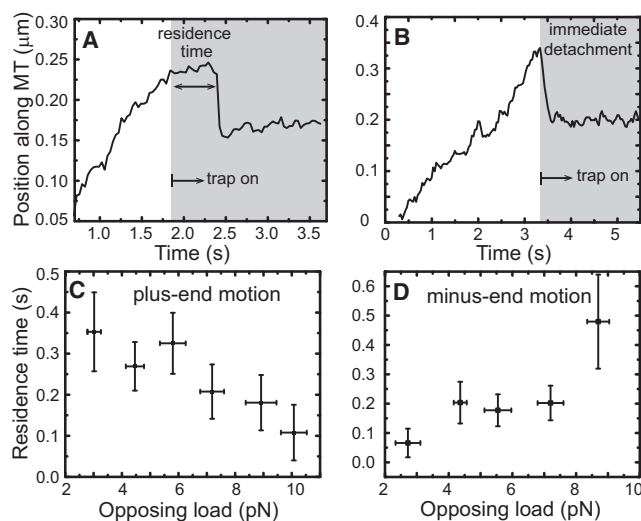 A
residence
time
trap on
Position along MT (μm)
0.30
0.25
0.20
0.15
0.10
0.05
1.0 1.5 2.0 2.5 3.0 3.5
Time (s)
B
immediate
detachment
trap on
0.4
0.3
0.2
0.1
0
0 1 2 3 4 5
Time (s)
C
plus-end motion
Residence time (s)
0.5
0.4
0.3
0.2
0.1
0.0
2 4 6 8 10
Opposing load (pN)
D
minus-end motion
0.6
0.5
0.4
0.3
0.2
0.1
0.0
2 4 6 8 10
Opposing load (pN)